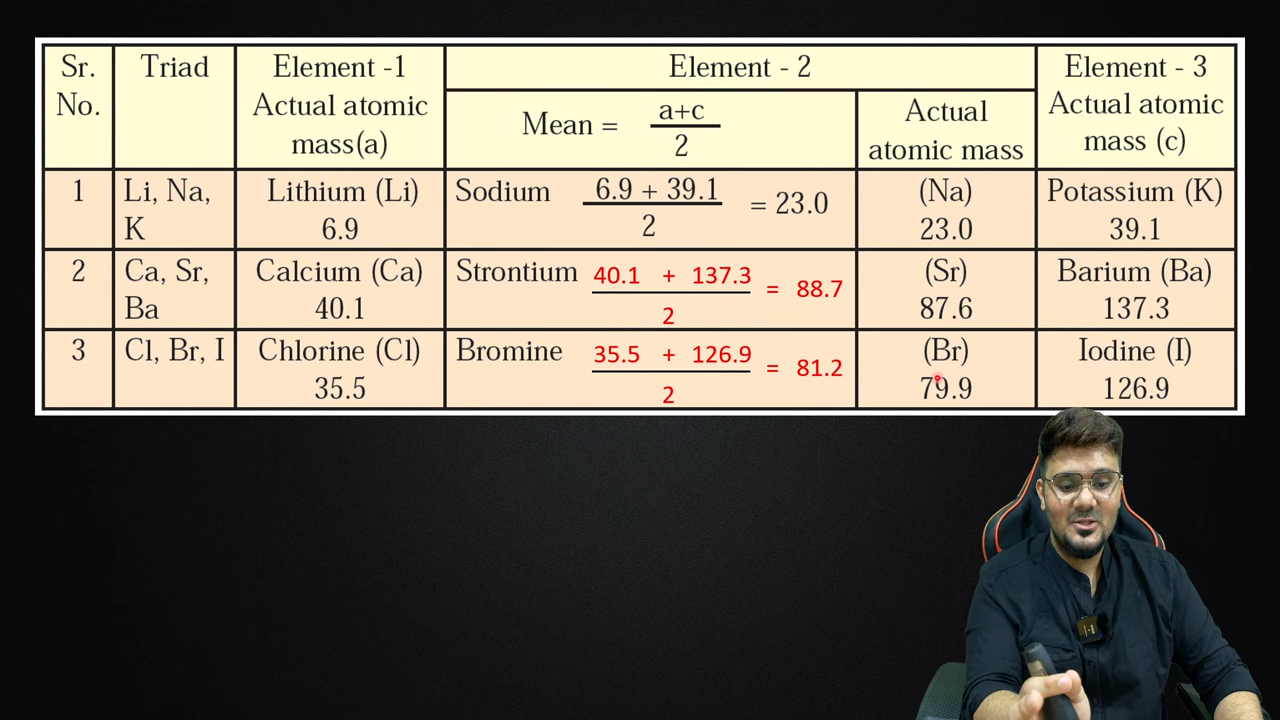 Sr. No.
Triad
Element -1
Actual atomic
mass(a)
Element - 2
Mean = a+c
2
Actual
atomic mass
Element - 3
Actual atomic
mass (c)
1
Li, Na,
K
Lithium (Li)
6.9
Sodium 6.9 + 39.1 = 23.0
2
(Na)
23.0
Potassium (K)
39.1
2
Ca, Sr,
Ba
Calcium (Ca)
40.1
Strontium 40.1 + 137.3 = 88.7
2
(Sr)
87.6
Barium (Ba)
137.3
3
Cl, Br, I
Chlorine (Cl)
35.5
Bromine 35.5 + 126.9 = 81.2
2
(Br)
79.9
Iodine (I)
126.9